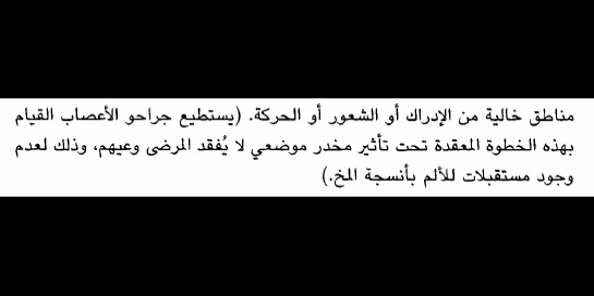 مناطق خالية من الإدراك أو الشعور أو الحركة. (يستطيع جراحو الأعصاب القيام
بهذه الخطوة المعقدة تحت تأثير مخدر موضعي لا يُفقد المرضى وعيهم، وذلك لعدم
وجود مستقبلات للألم بأنسجة المخ.)